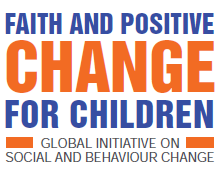 FAITH AND POSITIVE
CHANGE
FOR CHILDREN
GLOBAL INITIATIVE ON
SOCIAL AND BEHAVIOUR CHANGE